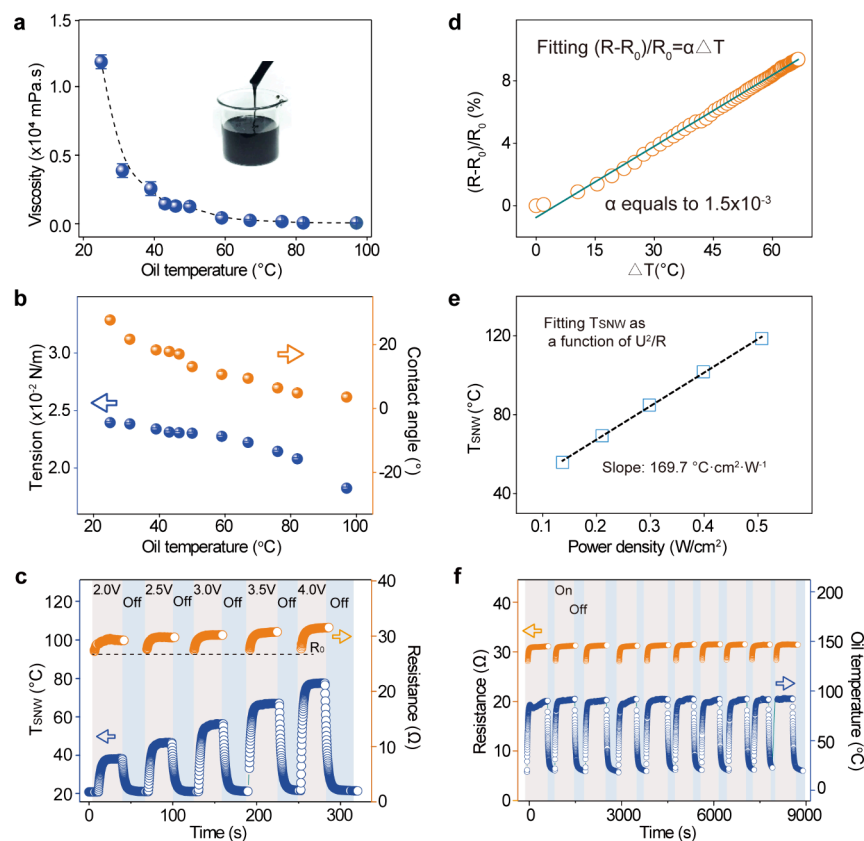 a
1.5
1.0
0.5
0.0
Viscosity (x10⁴ mPa.s)
20 40 60 80 100
Oil temperature (°C)
b
3.0
2.5
2.0
Tension (x10⁻² N/m)
20
0
-20
Contact angle (°)
20 40 60 80 100
Oil temperature (°C)
c
2.0V 2.5V 3.0V 3.5V 4.0V
Off Off Off Off Off
R₀
120
100
80
60
40
20
TSNW (°C)
40
30
20
10
0
Resistance (Ω)
0 100 200 300
Time (s)
d
Fitting (R-R₀)/R₀=α△T
8
4
0
(R-R₀)/R₀ (%)
α equals to 1.5x10⁻³
0 15 30 45 60
△T(°C)
e
Fitting TSNW as
a function of U²/R
120
80
40
TSNW (°C)
Slope: 169.7 °C·cm²·W⁻¹
0.1 0.2 0.3 0.4 0.5
Power density (W/cm²)
f
On
Off
40
30
20
10
0
Resistance (Ω)
200
150
100
50
0
Oil temperature (°C)
0 3000 6000 9000
Time (s)